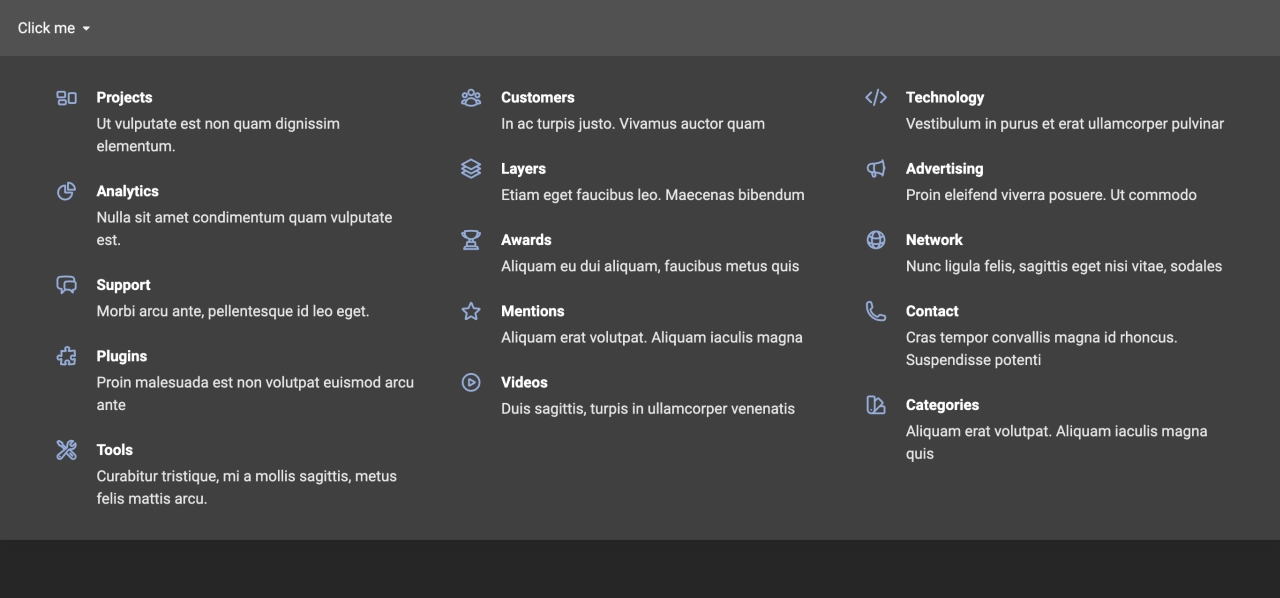 Click me
Projects
Ut vulputate est non quam dignissim
elementum.
Analytics
Nulla sit amet condimentum quam vulputate
est.
Support
Morbi arcu ante, pellentesque id leo eget.
Plugins
Proin malesuada est non volutpat euismod arcu
ante
Tools
Curabitur tristique, mi a mollis sagittis, metus
felis mattis arcu.
Customers
In ac turpis justo. Vivamus auctor quam
Layers
Etiam eget faucibus leo. Maecenas bibendum
Awards
Aliquam eu dui aliquam, faucibus metus quis
Mentions
Aliquam erat volutpat. Aliquam iaculis magna
Videos
Duis sagittis, turpis in ullamcorper venenatis
Technology
Vestibulum in purus et erat ullamcorper pulvinar
Advertising
Proin eleifend viverra posuere. Ut commodo
Network
Nunc ligula felis, sagittis eget nisi vitae, sodales
Contact
Cras tempor convallis magna id rhoncus.
Suspendisse potenti
Categories
Aliquam erat volutpat. Aliquam iaculis magna
quis